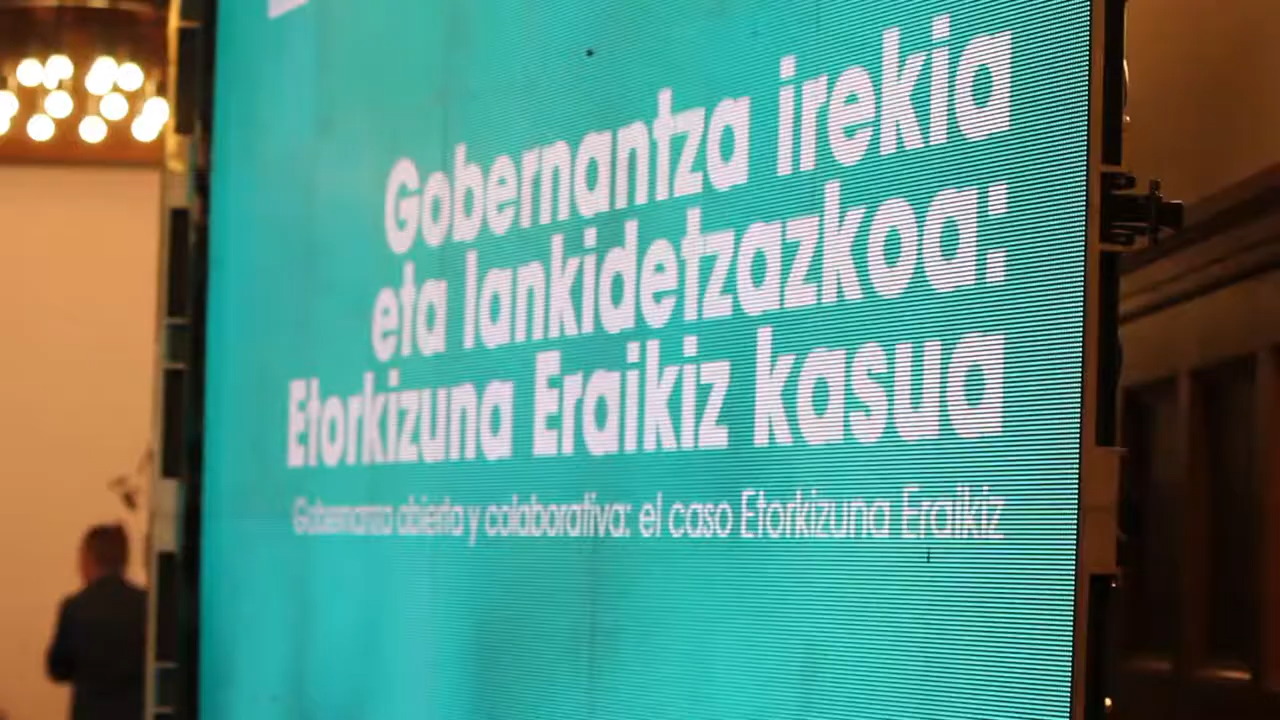 Gobernantza irekia
eta lankidetzazkoa:
Etorkizuna Eraikiz kasua
Gobernanza abierta y colaborativa: el caso Etorkizuna Eraikiz